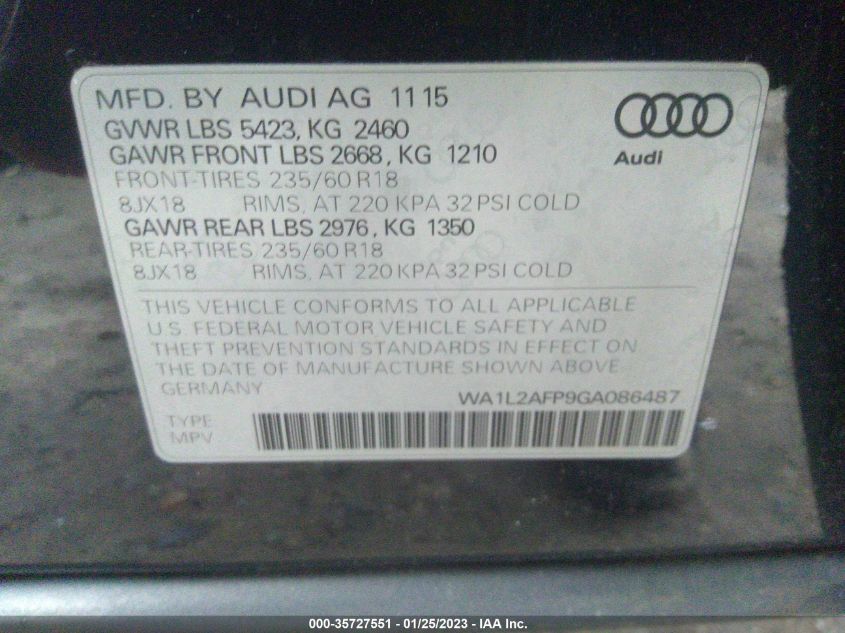 MFD. BY AUDI AG 11 15
GVWR LBS 5423, KG 2460
GAWR FRONT LBS 2668, KG 1210
FRONT-TIRES 235/60 R18
8JX18 RIMS, AT 220 KPA 32 PSI COLD
GAWR REAR LBS 2976, KG 1350
REAR-TIRES 235/60 R18
8JX18 RIMS, AT 220 KPA 32 PSI COLD
Audi
THIS VEHICLE CONFORMS TO ALL APPLICABLE
U.S. FEDERAL MOTOR VEHICLE SAFETY AND
THEFT PREVENTION STANDARDS IN EFFECT ON
THE DATE OF MANUFACTURE SHOWN ABOVE
GERMANY WA1L2AFP9GA086487
TYPE
MPV
000-35727551 - 01/25/2023 - IAA Inc.